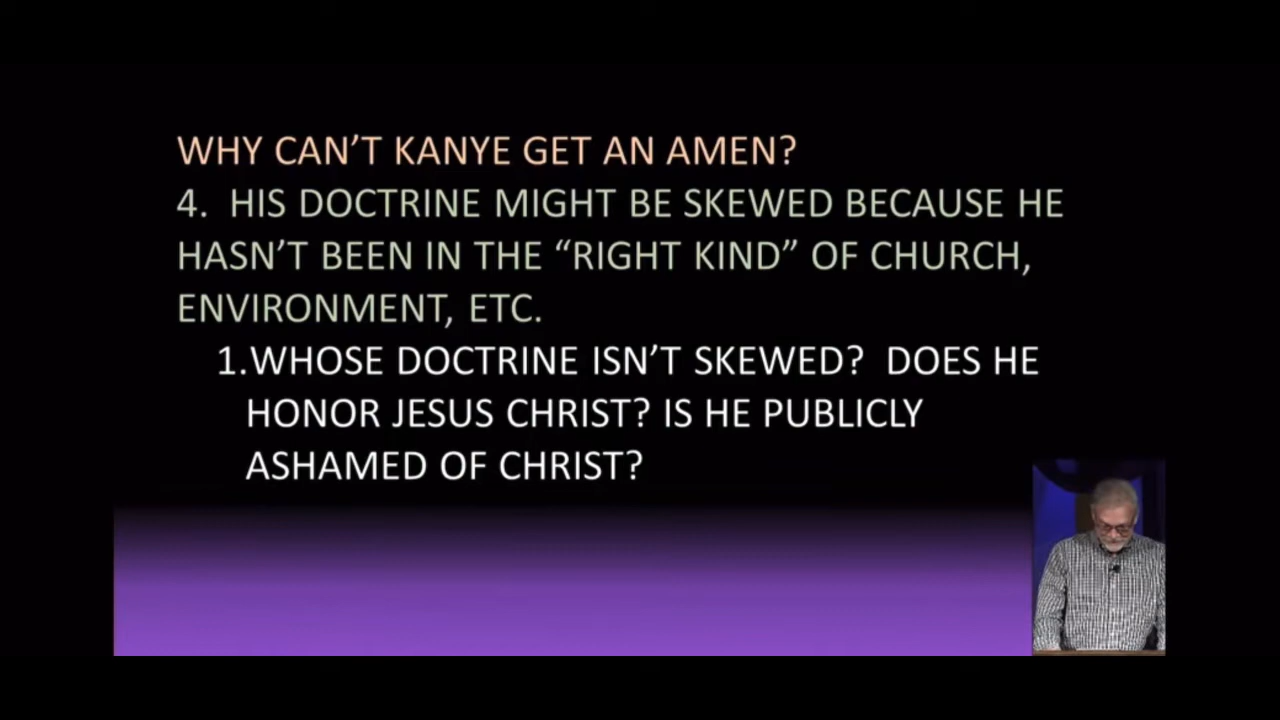 WHY CAN’T KANYE GET AN AMEN?
4.  HIS DOCTRINE MIGHT BE SKEWED BECAUSE HE
HASN’T BEEN IN THE “RIGHT KIND” OF CHURCH,
ENVIRONMENT, ETC.
1.WHOSE DOCTRINE ISN’T SKEWED?  DOES HE
HONOR JESUS CHRIST? IS HE PUBLICLY
ASHAMED OF CHRIST?